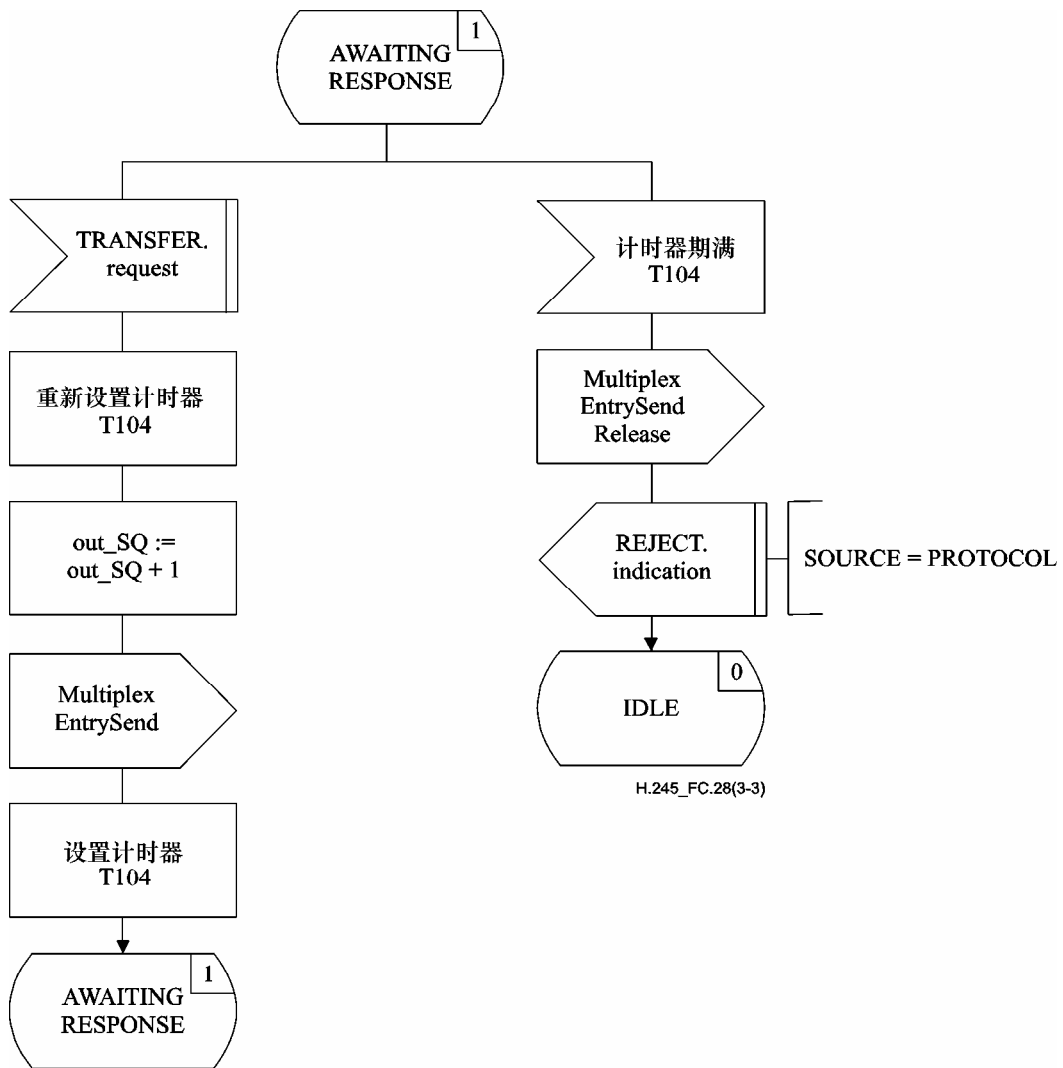 1
AWAITING
RESPONSE
TRANSFER.
request
重新设置计时器
T104
out_SQ :=
out_SQ + 1
Multiplex
EntrySend
设置计时器
T104
1
AWAITING
RESPONSE
计时器期满
T104
Multiplex
EntrySend
Release
REJECT.
indication
SOURCE = PROTOCOL
0
IDLE
H.245_FC.28(3-3)